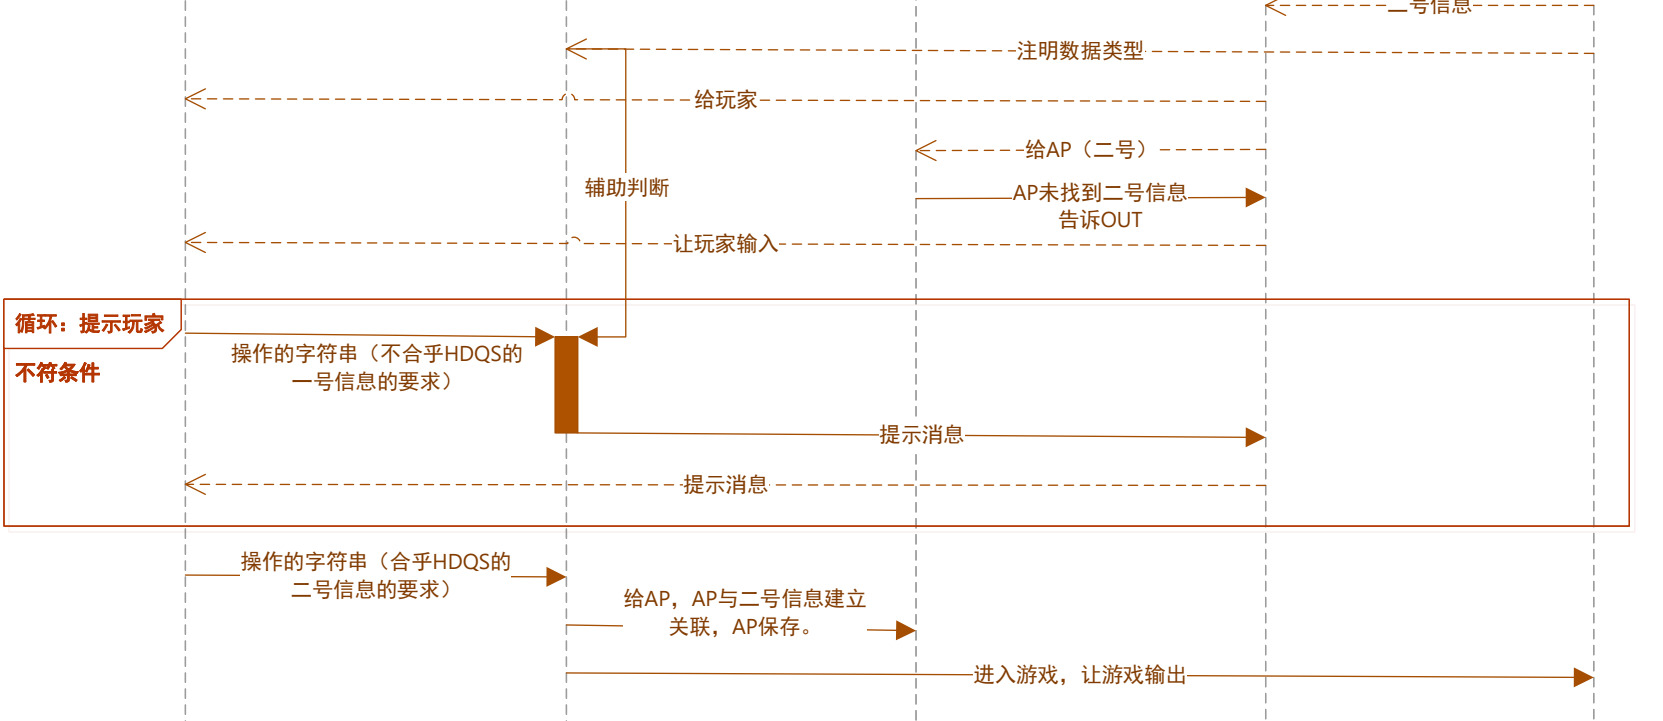 二号信息
注明数据类型
给玩家
给AP（二号）
辅助判断
AP未找到二号信息
告诉OUT
让玩家输入
循环：提示玩家
不符条件
操作的字符串（不合乎HDQS的
一号信息的要求）
提示消息
提示消息
操作的字符串（合乎HDQS的
二号信息的要求）
给AP，AP与二号信息建立
关联，AP保存。
进入游戏，让游戏输出